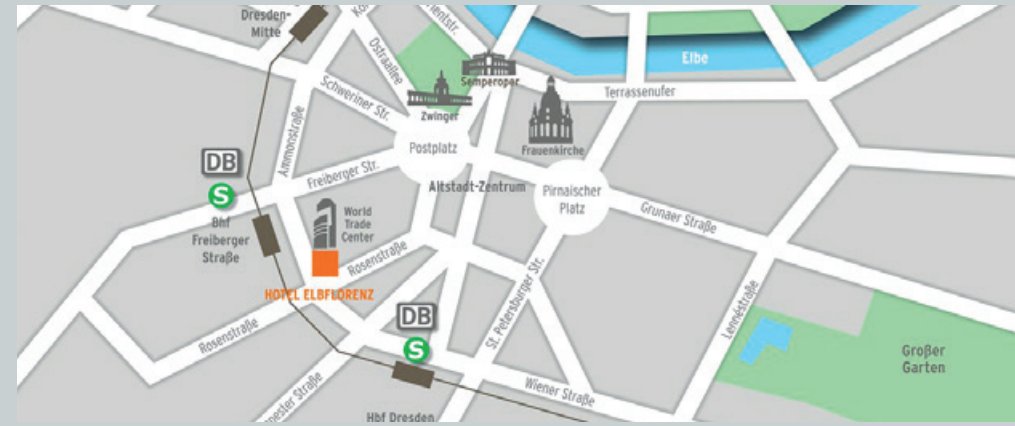 Dresden-
Mitte
Ostraallee
Semperoper
Elbe
Terrassenufer
Schweriner Str.
Zwinger
Ammonstraße
Postplatz
Frauenkirche
DB
S
Freiberger Str.
Altstadt-Zentrum
Pirnaischer
Platz
Grunaer Straße
Bhf
Freiberger
Straße
World
Trade
Center
Rosenstraße
HOTEL ELBFLORENZ
DB
S
St. Petersburger Str.
Lennéstraße
Rosenstraße
Großer
Garten
Wiener Straße
Hbf Dresden